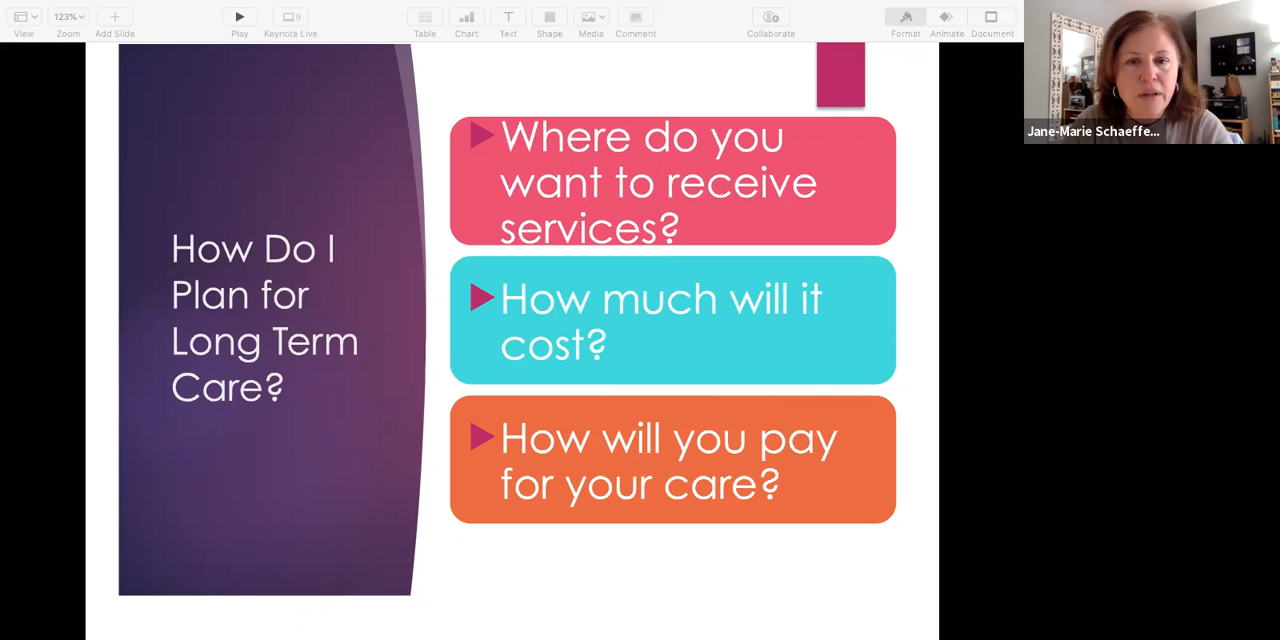 123%
View
Zoom
Add Slide
Play
Keynote Live
Table
Chart
Text
Shape
Media
Comment
Collaborate
Format
Animate
Document
Jane-Marie Schaeffe...
How Do I
Plan for
Long Term
Care?
Where do you
want to receive
services?
How much will it
cost?
How will you pay
for your care?